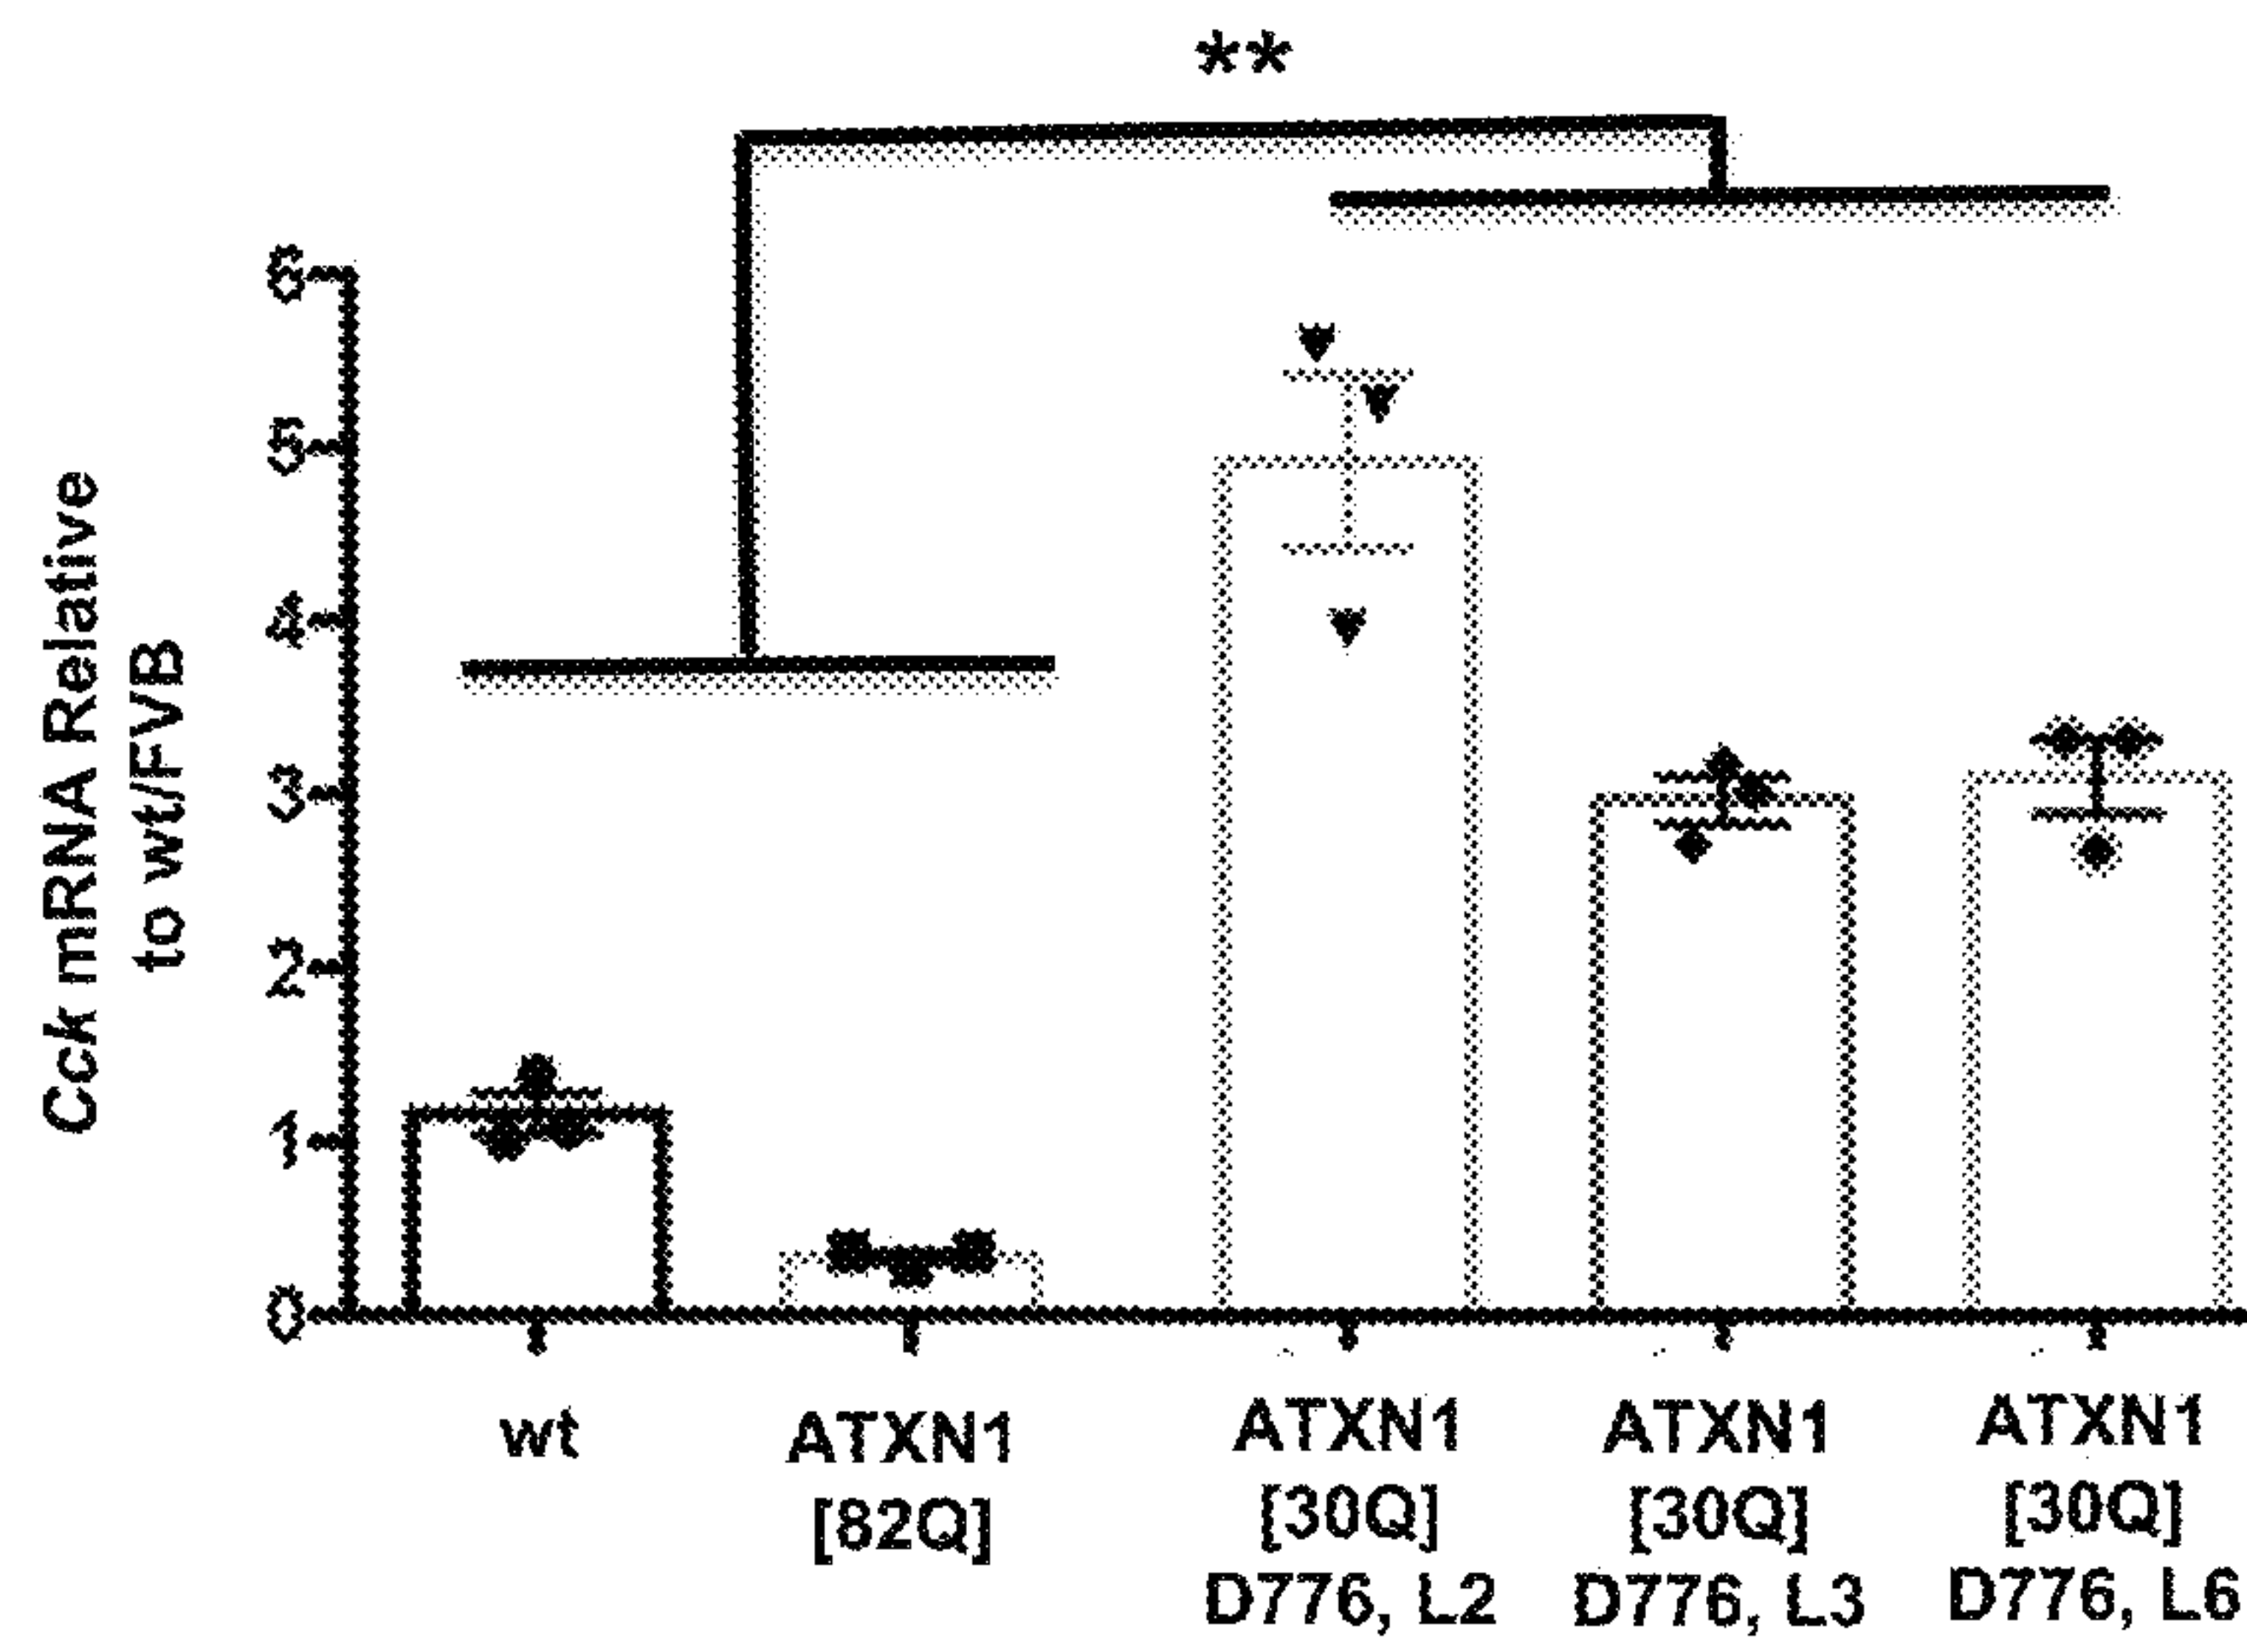 **
Cck mRNA Relative
to wt/FVB
6
5
4
3
2
1
0
wt
ATXN1
[82Q]
ATXN1
[30Q]
D776, L2
ATXN1
[30Q]
D776, L3
ATXN1
[30Q]
D776, L6